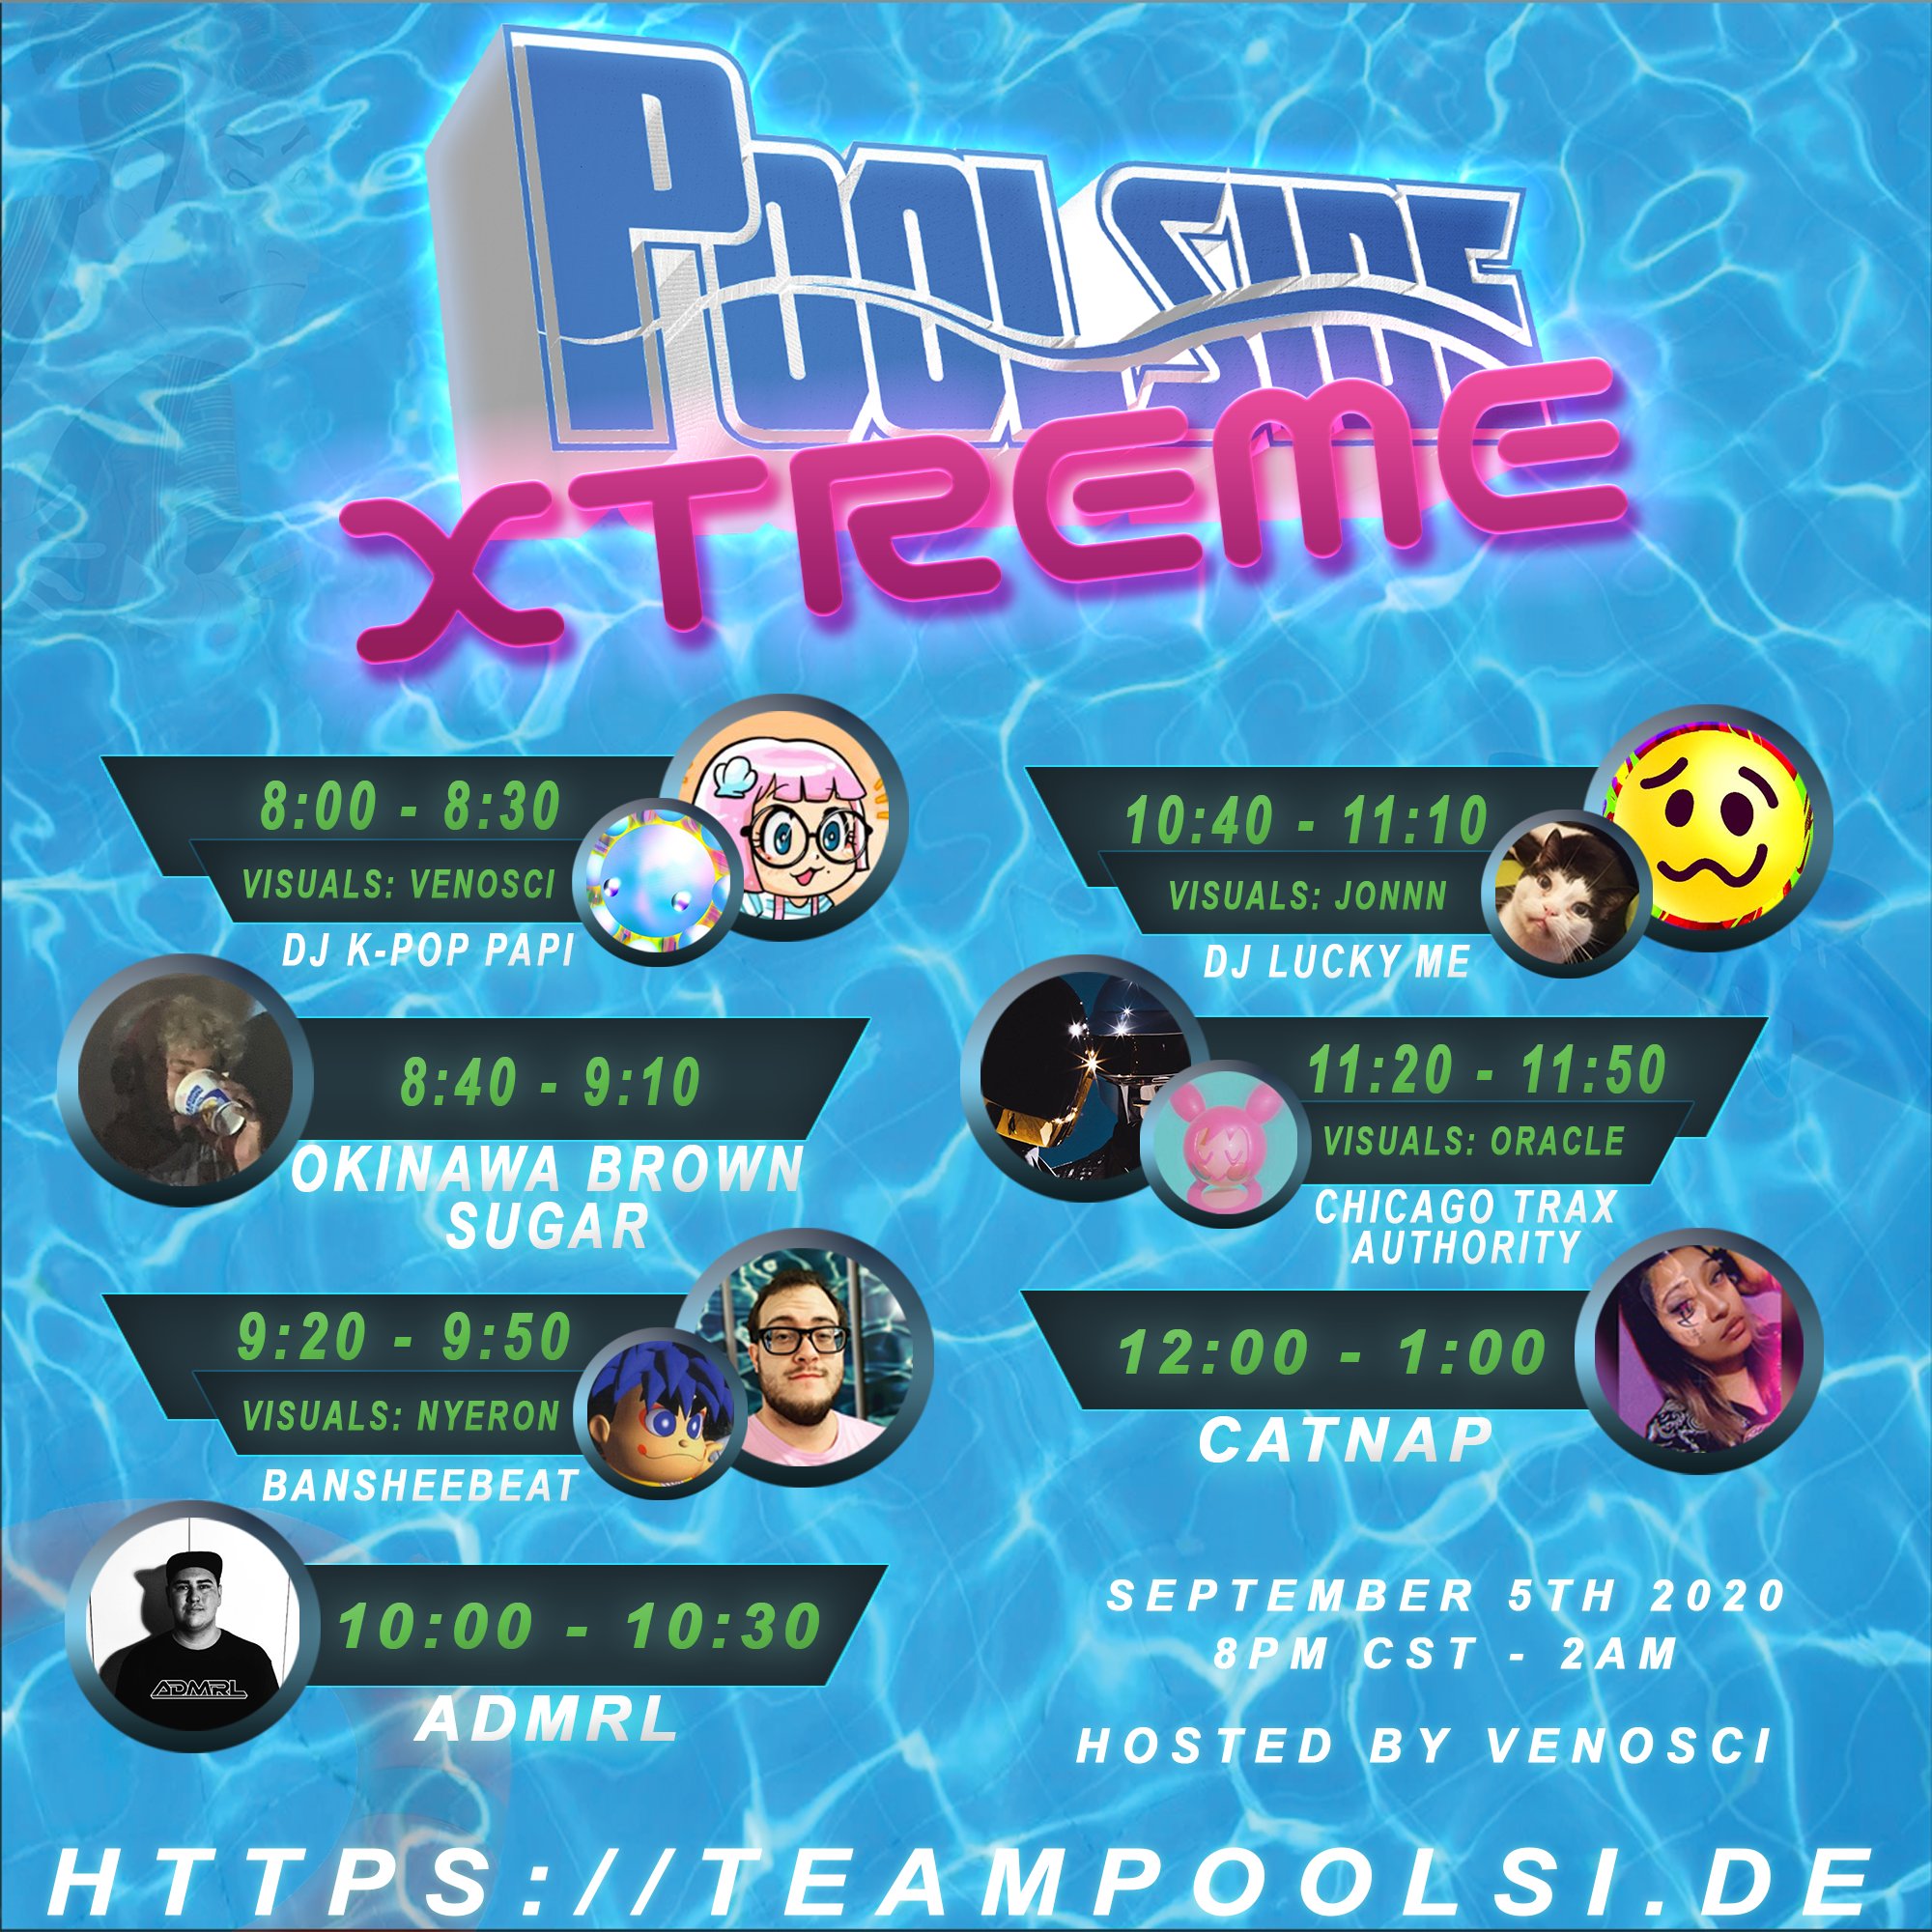 POOLSIDE
XTREME
8:00 - 8:30
VISUALS: VENOSCI
DJ K-POP PAPI
8:40 - 9:10
OKINAWA BROWN
SUGAR
9:20 - 9:50
VISUALS: NYERON
BANSHEEBEAT
ADMRL
10:00 - 10:30
ADMRL
10:40 - 11:10
VISUALS: JONNN
DJ LUCKY ME
11:20 - 11:50
VISUALS: ORACLE
CHICAGO TRAX
AUTHORITY
12:00 - 1:00
CATNAP
SEPTEMBER 5TH 2020
8PM CST - 2AM
HOSTED BY VENOSCI
HTTPS://TEAMPOOLSI.DE